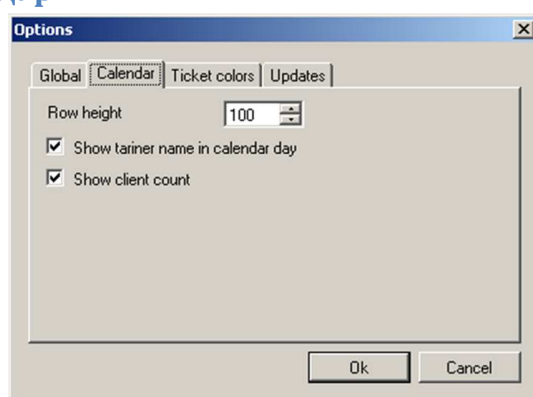 Options
Global Calendar Ticket colors Updates
Row height 100
Show tariner name in calendar day
Show client count
Ok Cancel